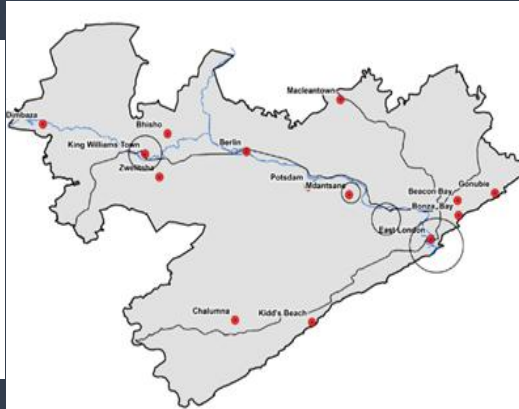 Macleantown
Dimbaza
Bhisho
King Williams Town
Berlin
Zwelitsha
Potsdam
Mdantsane
Beacon Bay
Gonubie
Bonza Bay
East London
Chalumna
Kidd's Beach